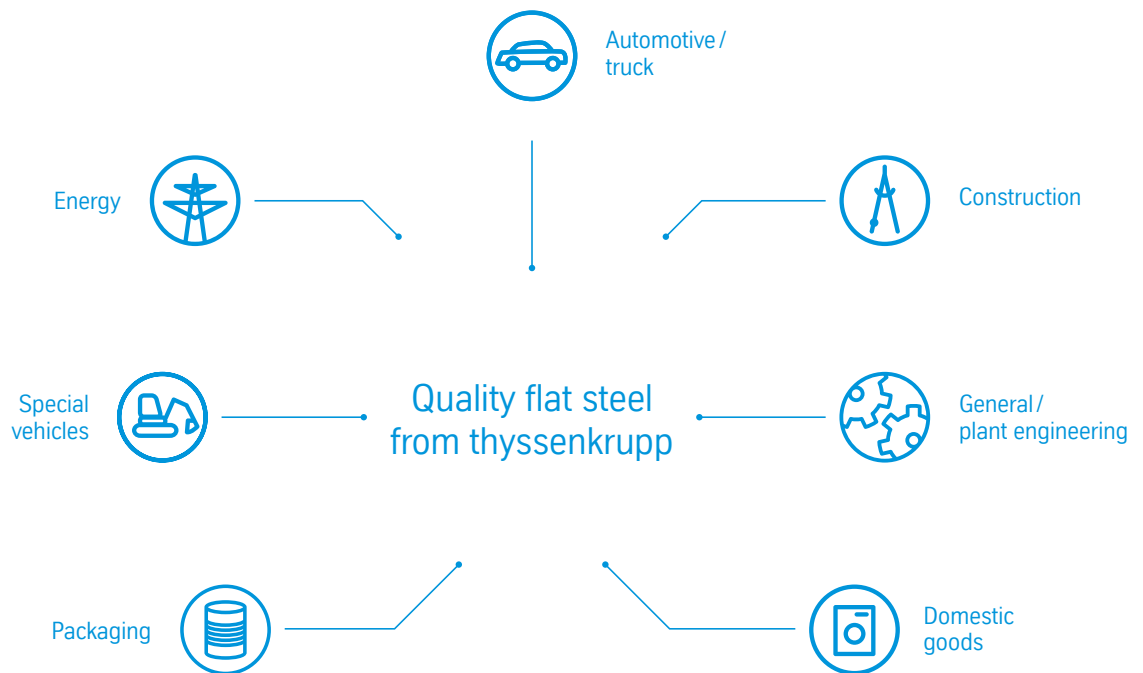 Automotive /
truck
Energy
Construction
Special
vehicles
Quality flat steel
from thyssenkrupp
General /
plant engineering
Packaging
Domestic
goods